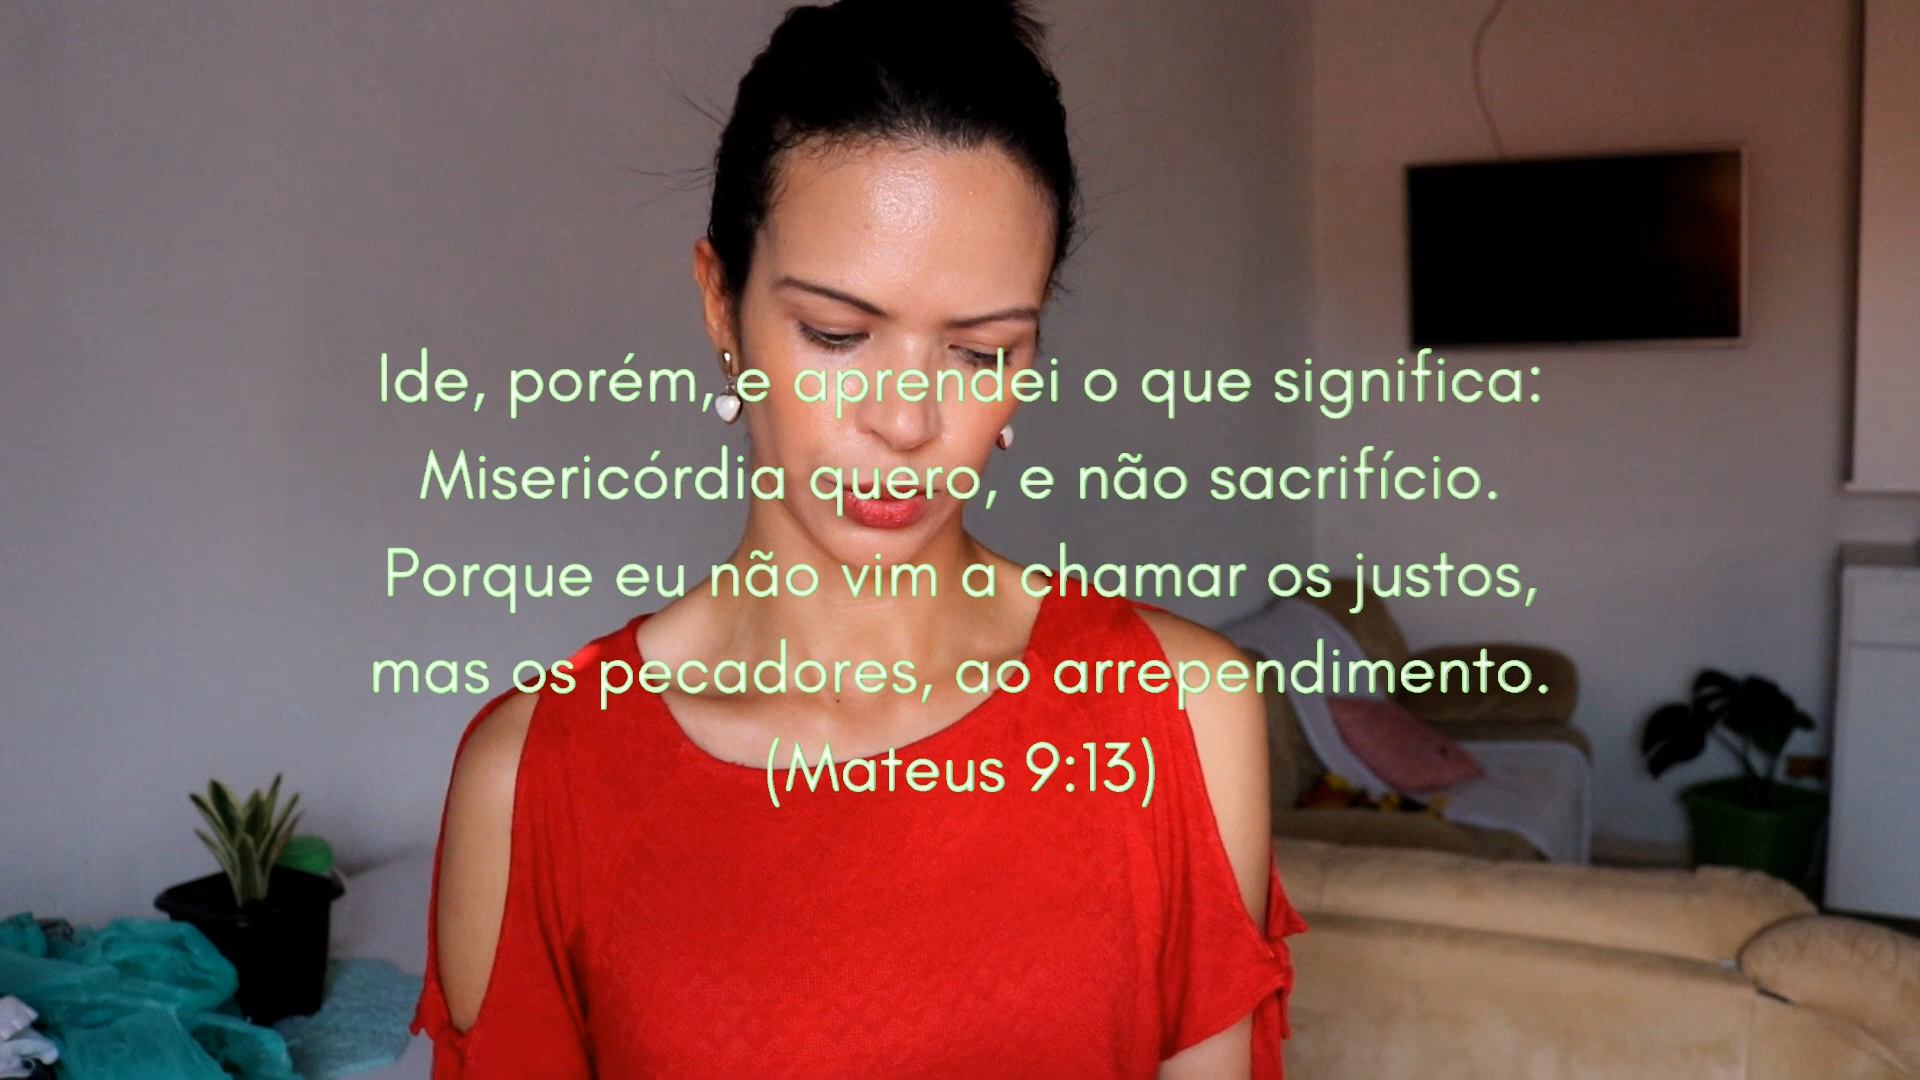 Ide, porém, e aprendei o que significa:
Misericórdia quero, e não sacrifício.
Porque eu não vim a chamar os justos,
mas os pecadores, ao arrependimento.
(Mateus 9:13)